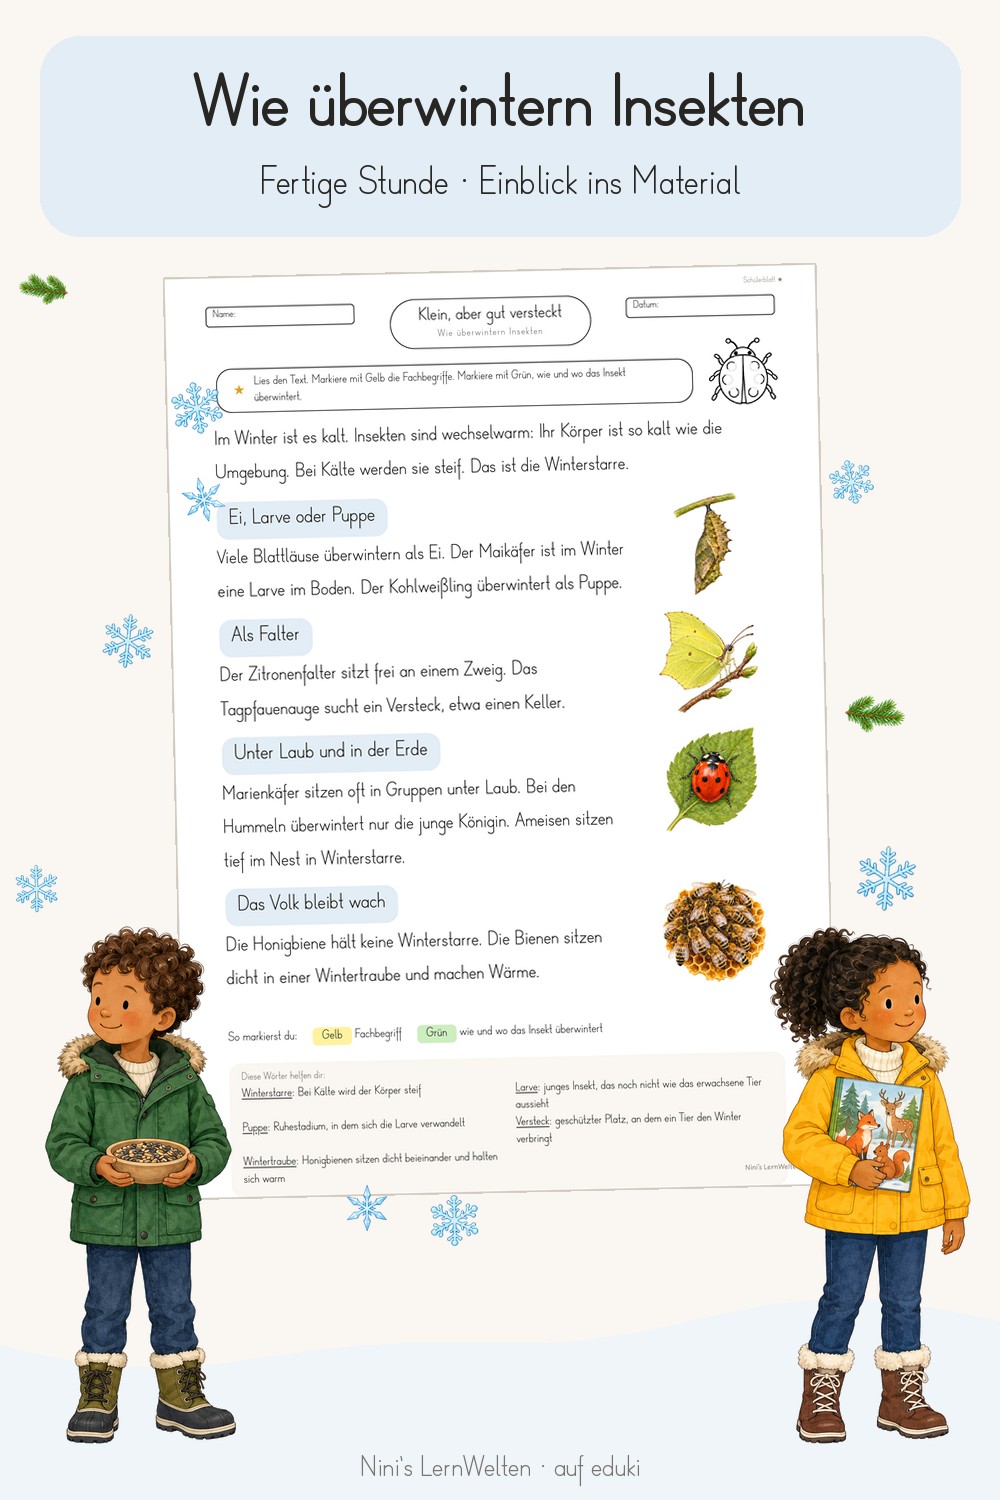 Wie überwintern Insekten
Fertige Stunde · Einblick ins Material
Schülerblatt ★
Name:
Klein, aber gut versteckt
Wie überwintern Insekten
Datum:
Lies den Text. Markiere mit Gelb die Fachbegriffe. Markiere mit Grün, wie und wo das Insekt
überwintert.
Im Winter ist es kalt. Insekten sind wechselwarm: Ihr Körper ist so kalt wie die
Umgebung. Bei Kälte werden sie steif. Das ist die Winterstarre.
Ei, Larve oder Puppe
Viele Blattläuse überwintern als Ei. Der Maikäfer ist im Winter
eine Larve im Boden. Der Kohlweißling überwintert als Puppe.
Als Falter
Der Zitronenfalter sitzt frei an einem Zweig. Das
Tagpfauenauge sucht ein Versteck, etwa einen Keller.
Unter Laub und in der Erde
Marienkäfer sitzen oft in Gruppen unter Laub. Bei den
Hummeln überwintert nur die junge Königin. Ameisen sitzen
tief im Nest in Winterstarre.
Das Volk bleibt wach
Die Honigbiene hält keine Winterstarre. Die Bienen sitzen
dicht in einer Wintertraube und machen Wärme.
So markierst du: Gelb Fachbegriff Grün wie und wo das Insekt überwintert
Diese Wörter helfen dir:
Winterstarre: Bei Kälte wird der Körper steif
Puppe: Ruhestadium, in dem sich die Larve verwandelt
Wintertraube: Honigbienen sitzen dicht beieinander und halten
sich warm
Larve: junges Insekt, das noch nicht wie das erwachsene Tier
aussieht
Versteck: geschützter Platz, an dem ein Tier den Winter
verbringt
Nini's LernWelt
Nini's LernWelten · auf eduki